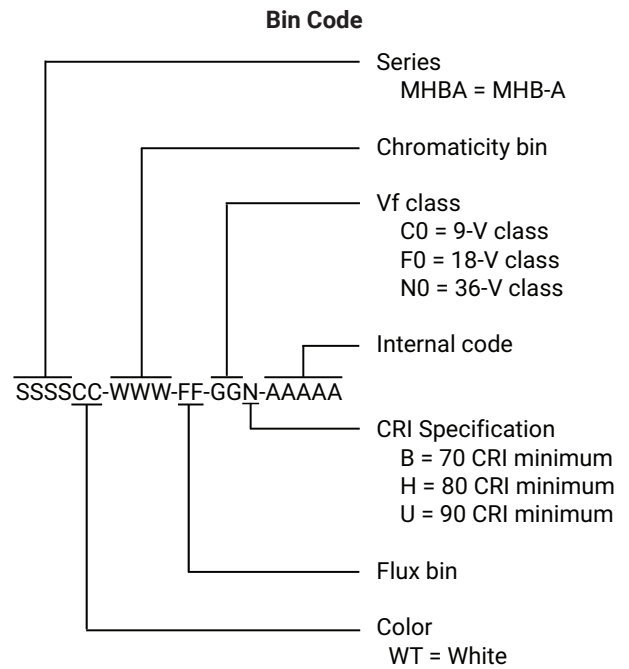 Bin Code
Series
MHBA = MHB-A
Chromaticity bin
Vf class
C0 = 9-V class
F0 = 18-V class
N0 = 36-V class
Internal code
SSSSCC-WWW-FF-GGN-AAAAA
CRI Specification
B = 70 CRI minimum
H = 80 CRI minimum
U = 90 CRI minimum
Flux bin
Color
WT = White